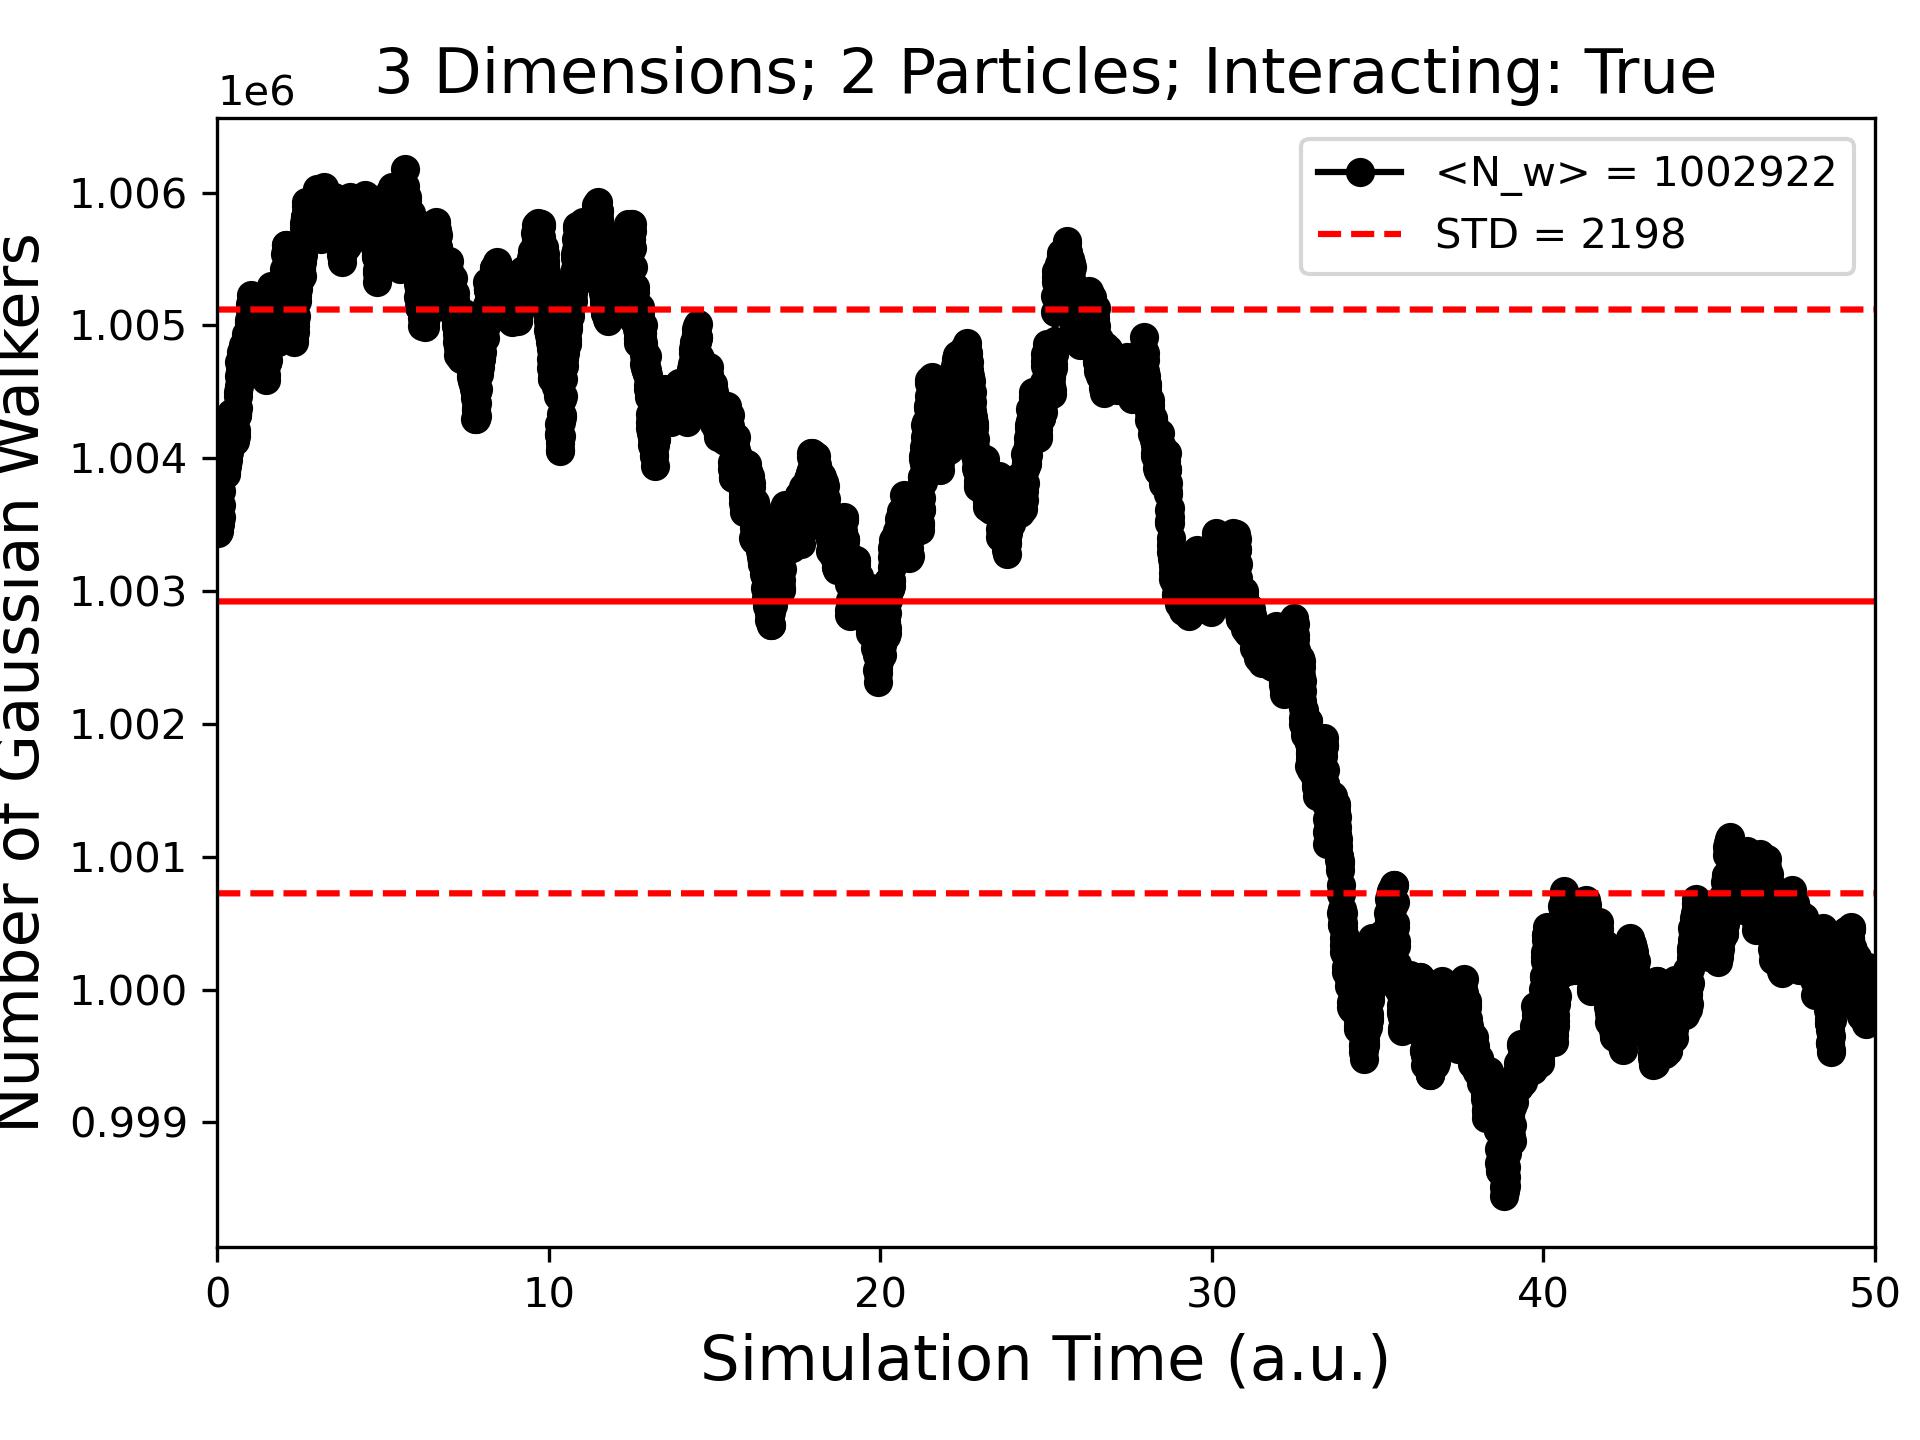 3 Dimensions; 2 Particles; Interacting: True
1e6
<N_w> = 1002922
STD = 2198
Number of Gaussian Walkers
1.006
1.005
1.004
1.003
1.002
1.001
1.000
0.999
0 10 20 30 40 50
Simulation Time (a.u.)